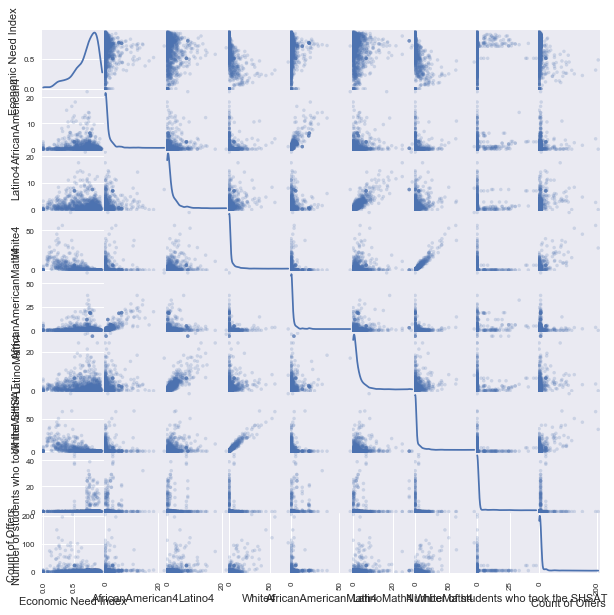 Economic Need Index
0.5
0.0
AfricanAmerican4
20
10
0
Latino4
20
10
0
White4
50
0
AfricanAmericanMath4
50
25
0
LatinoMath4
20
0
WhiteMath4
50
0
Number of students who took the SHSAT
40
20
0
Count of Offers
200
100
0
0.0
0.5
0
20
0
20
0
50
0
50
0
25
0
50
0
25
0
200
Economic Need Index
AfricanAmerican4
Latino4
White4
AfricanAmericanMath4
LatinoMath4
WhiteMath4
Number of students who took the SHSAT
Count of Offers